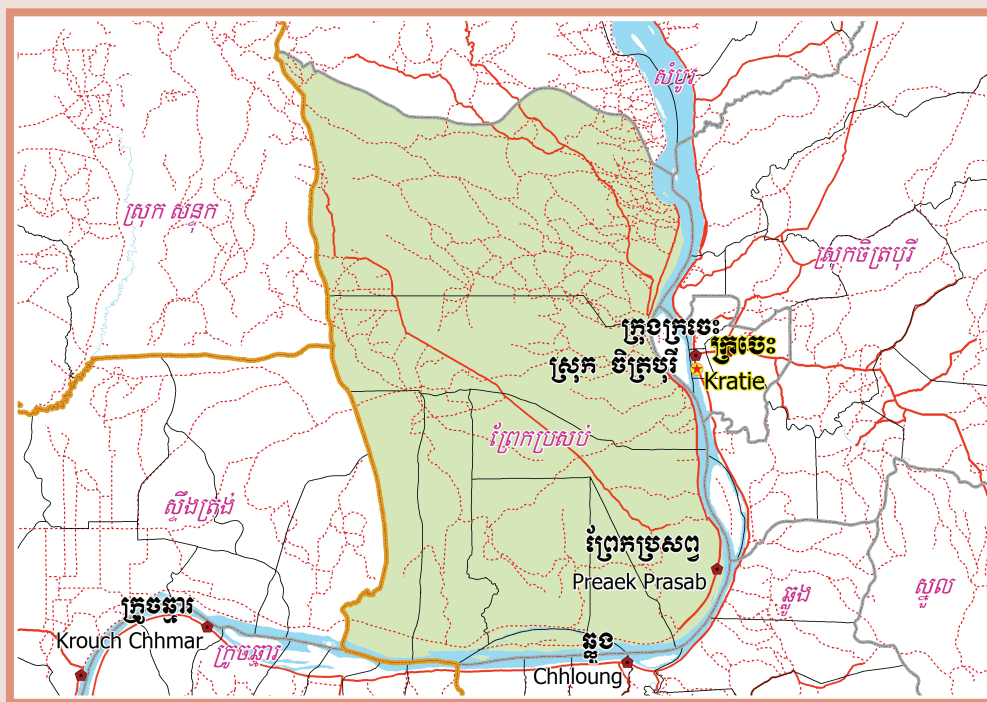 សំបូរ
ស្រុក សន្ទុក
ស្រុកចិត្របុរី
ក្រុងក្រចេះ
ក្រចេះ
ស្រុក ចិត្របុរី
Kratie
ព្រែកប្រសប់
ស្ទឹងត្រង់
ព្រែកប្រសព្វ
Preaek Prasab
ឆ្លូង
ស្នួល
ក្រូចឆ្មារ
Krouch Chhmar
ក្រូចឆ្មារ
ឆ្លូង
Chhloung